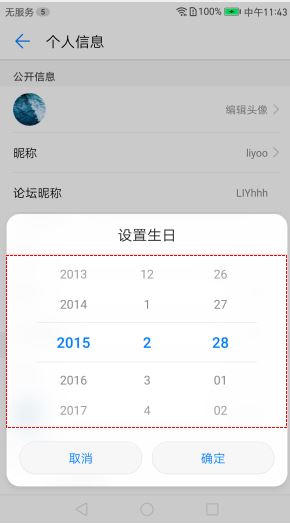 无服务 5 100% 中午11:43
个人信息
公开信息
编辑头像
昵称 liyoo
论坛昵称 LIYhhh
设置生日
2013 12 26
2014 1 27
2015 2 28
2016 3 01
2017 4 02
取消 确定